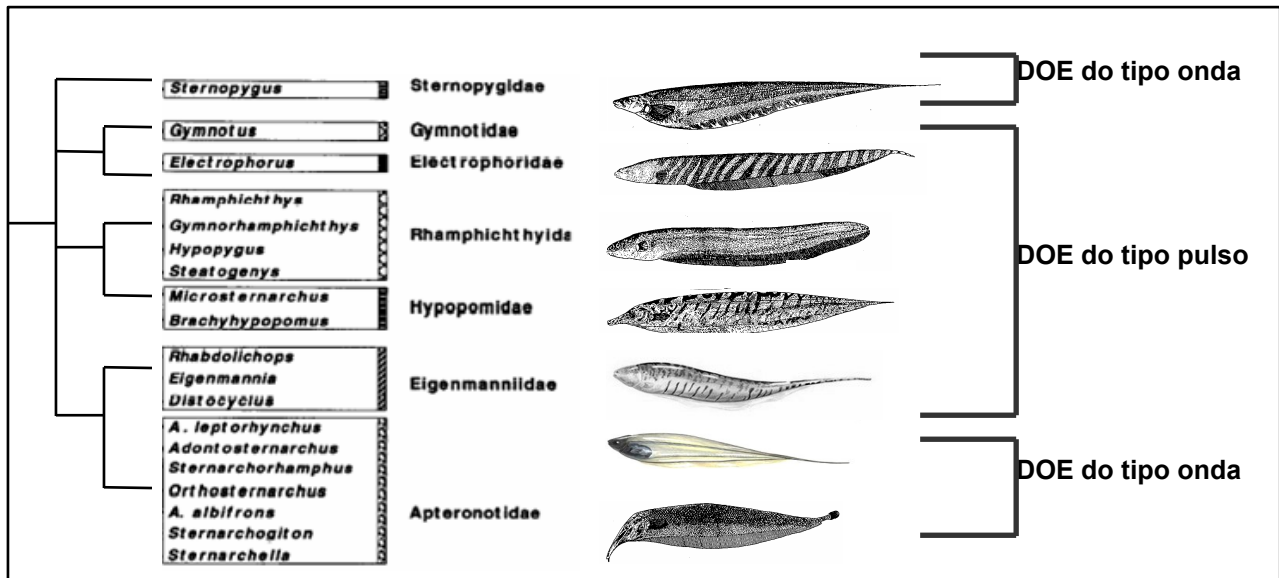 DOE do tipo onda
Sternopygus Sternopygidae
Gymnotus Gymnotidae
Electrophorus Electrophoridae
Rhamphichthys
Gymnorhamphichthys
Rhamphichthyida
Hypopygus
Steatogenys
DOE do tipo pulso
Microsternarchus
Hypopomidae
Brachyhypopomus
Rhabdolichops
Eigenmannia Eigenmanniidae
Distocyclus
A. leptorhynchus
Adontosternarchus
Sternarchorhamphus
DOE do tipo onda
Orthosternarchus
A. albifrons Apteronotidae
Sternarchogiton
Sternarchella